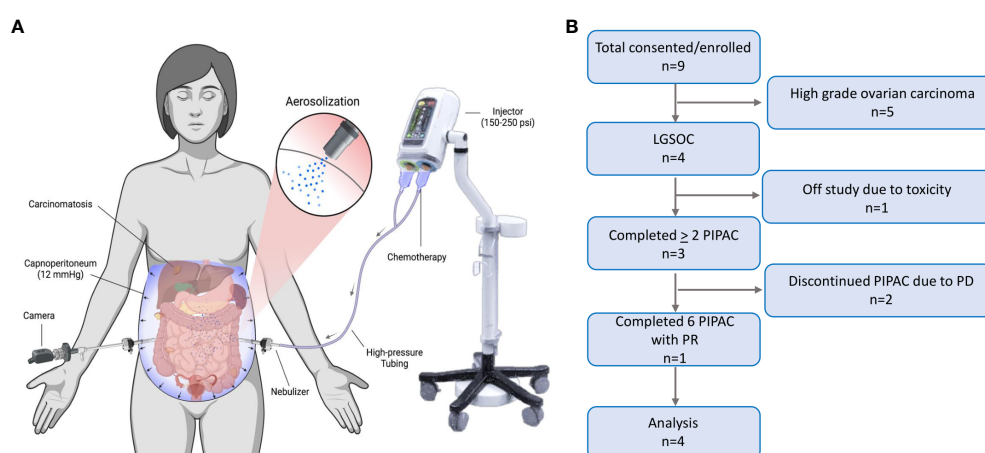 A
Aerosolization
Injector
(150-250 psi)
Carcinomatosis
Chemotherapy
Capnoperitoneum
(12 mmHg)
Camera
High-pressure
Tubing
Nebulizer
B
Total consented/enrolled
n=9
High grade ovarian carcinoma
n=5
LGSOC
n=4
Off study due to toxicity
n=1
Completed ≥ 2 PIPAC
n=3
Discontinued PIPAC due to PD
n=2
Completed 6 PIPAC
with PR
n=1
Analysis
n=4